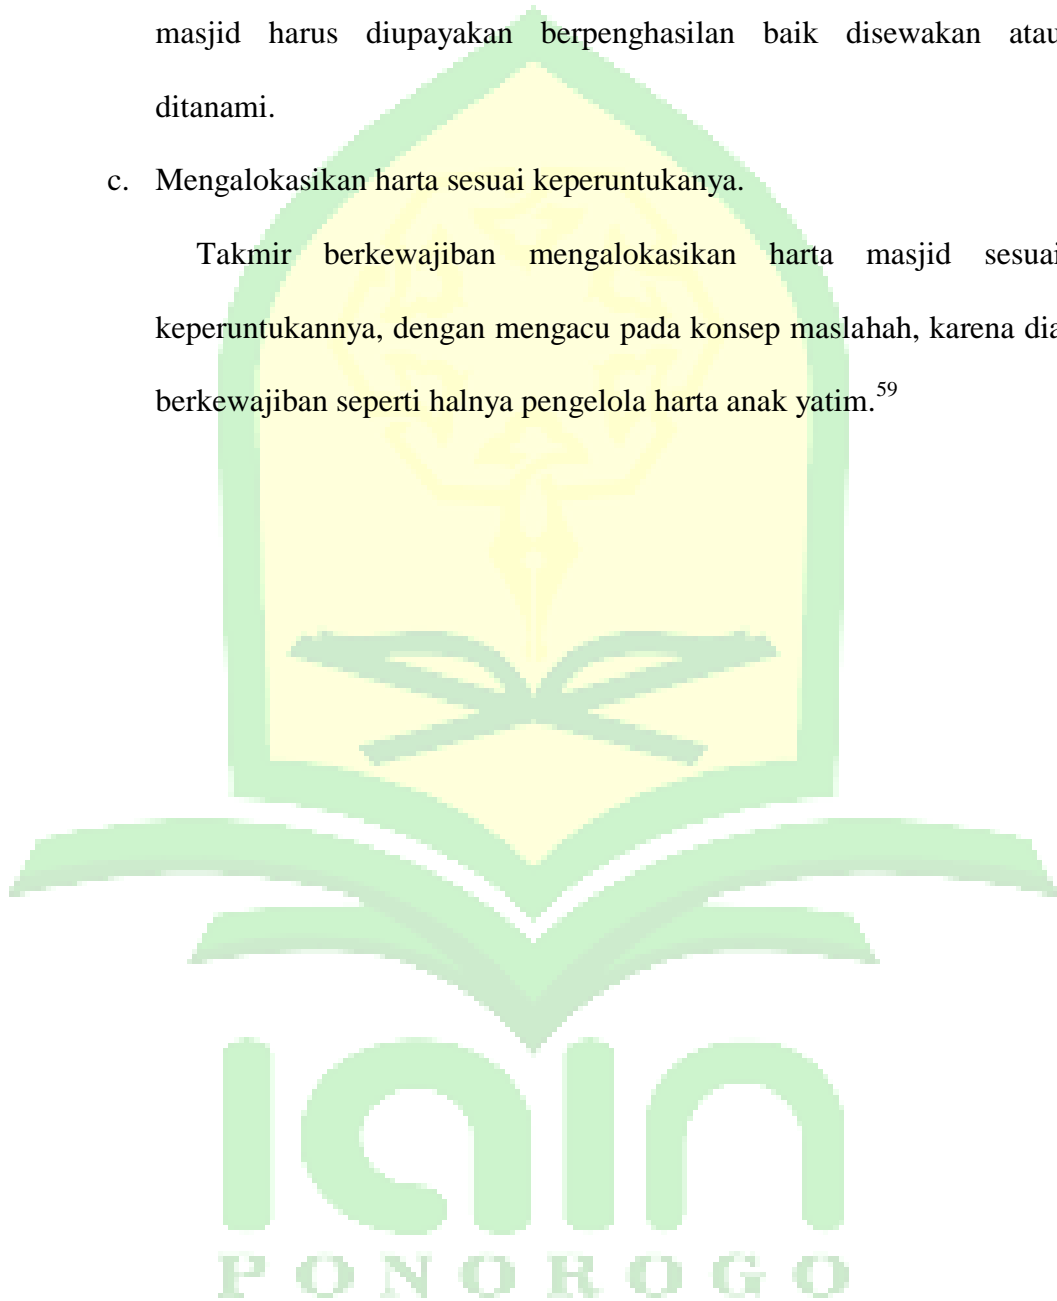 masjid harus diupayakan berpenghasilan baik disewakan atau
ditanami.
c. Mengalokasikan harta sesuai keperuntukanya.
Takmir berkewajiban mengalokasikan harta masjid sesuai
keperuntukannya, dengan mengacu pada konsep maslahah, karena dia
berkewajiban seperti halnya pengelola harta anak yatim.59
iain
PONOROGO